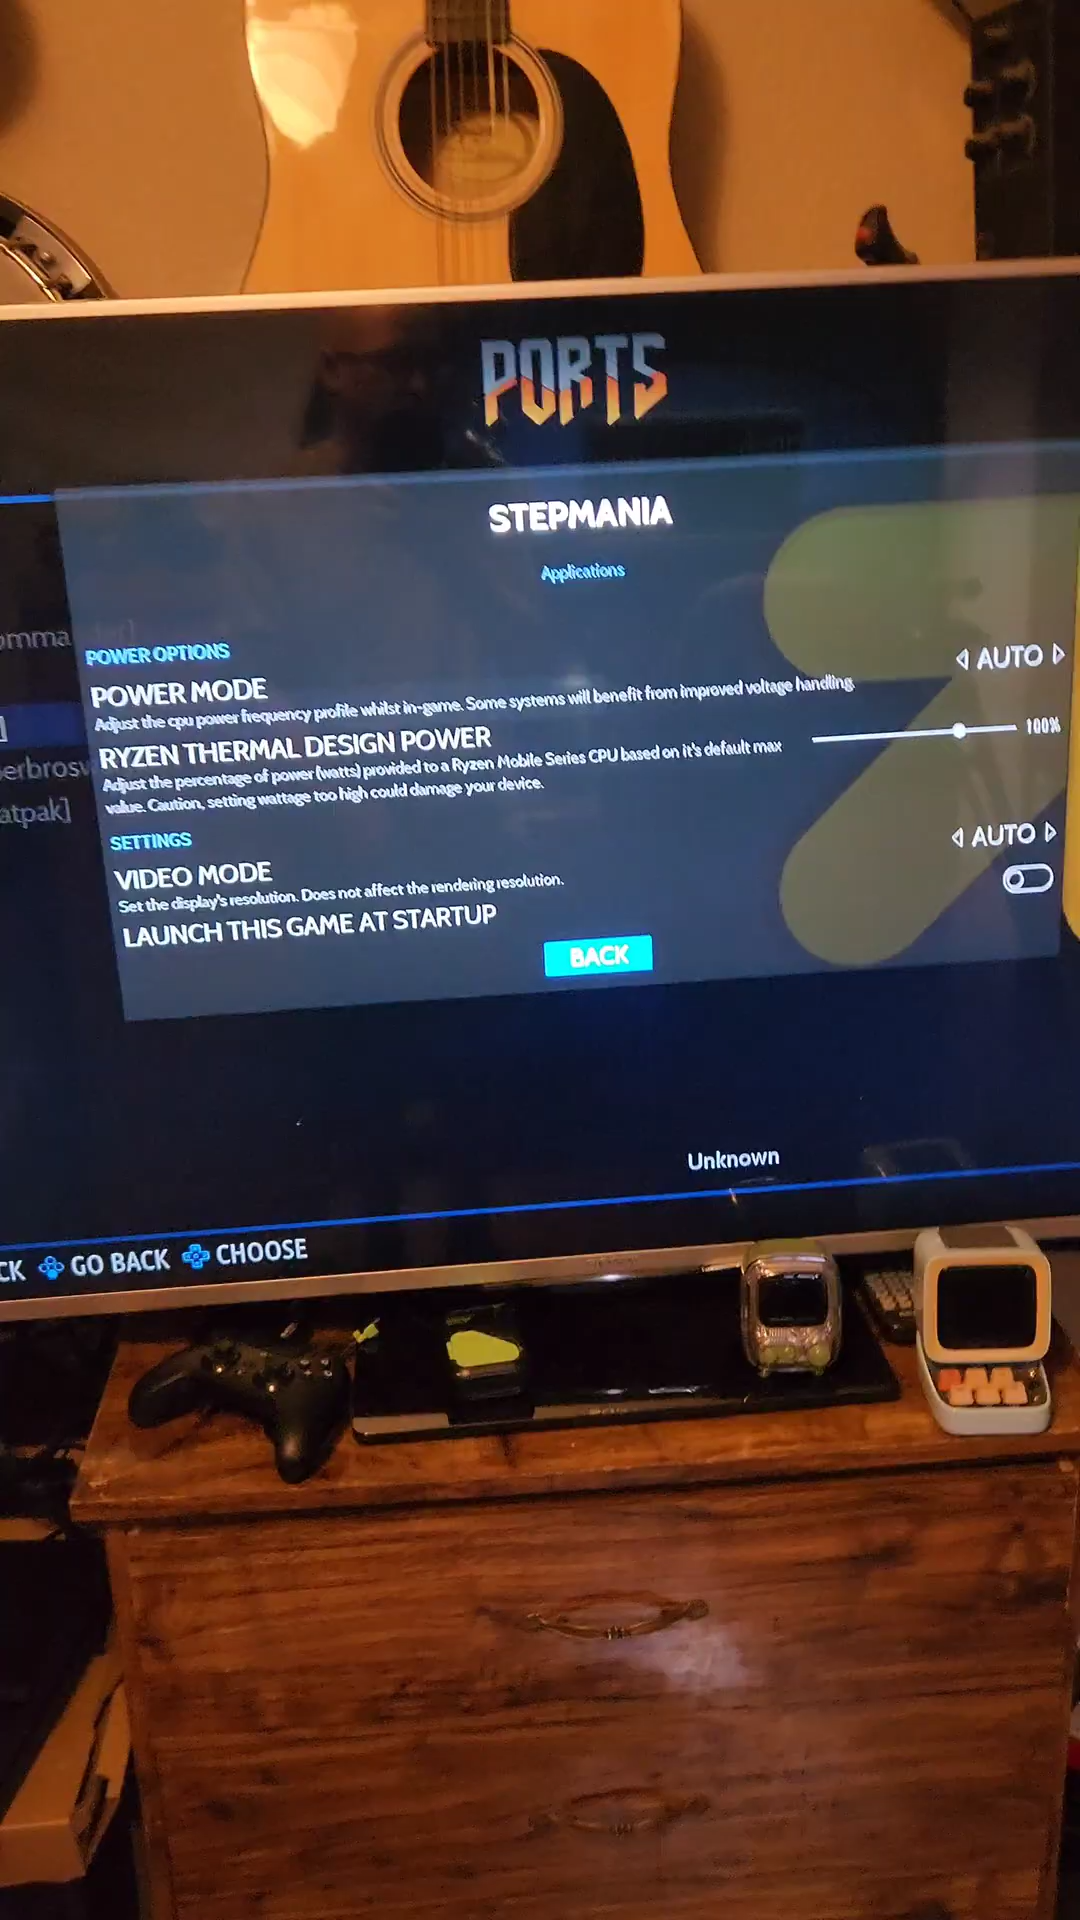 PORTS
STEPMANIA
Applications
POWER OPTIONS
POWER MODE
AUTO
Adjust the cpu power frequency profile whilst in-game. Some systems will benefit from improved voltage handling.
RYZEN THERMAL DESIGN POWER
100%
Adjust the percentage of power (watts) provided to a Ryzen Mobile Series CPU based on it's default max
value. Caution, setting wattage too high could damage your device.
SETTINGS
VIDEO MODE
AUTO
Set the display's resolution. Does not affect the rendering resolution.
LAUNCH THIS GAME AT STARTUP
BACK
omma
]
erbrosw
atpak]
Unknown
CK GO BACK CHOOSE